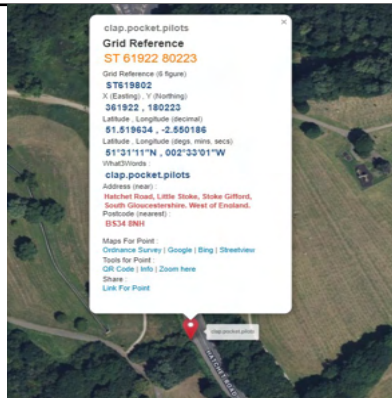 clap.pocket.pilots
×
Grid Reference
ST 61922 80223
Grid Reference (6 figure)
ST619802
X (Easting) , Y (Northing)
361922 , 180223
Latitude , Longitude (decimal)
51.519634 , -2.550186
Latitude , Longitude (degs, mins, secs)
51°31'11"N , 002°33'01"W
What3Words :
clap.pocket.pilots
Address (near) :
Hatchet Road, Little Stoke, Stoke Gifford,
South Gloucestershire. West of England.
Postcode (nearest) :
BS34 8NH
Maps For Point :
Ordnance Survey | Google | Bing | Streetview
Tools for Point :
QR Code | Info | Zoom here
Share :
Link For Point
clap.pocket.pilots
HATCHET ROAD